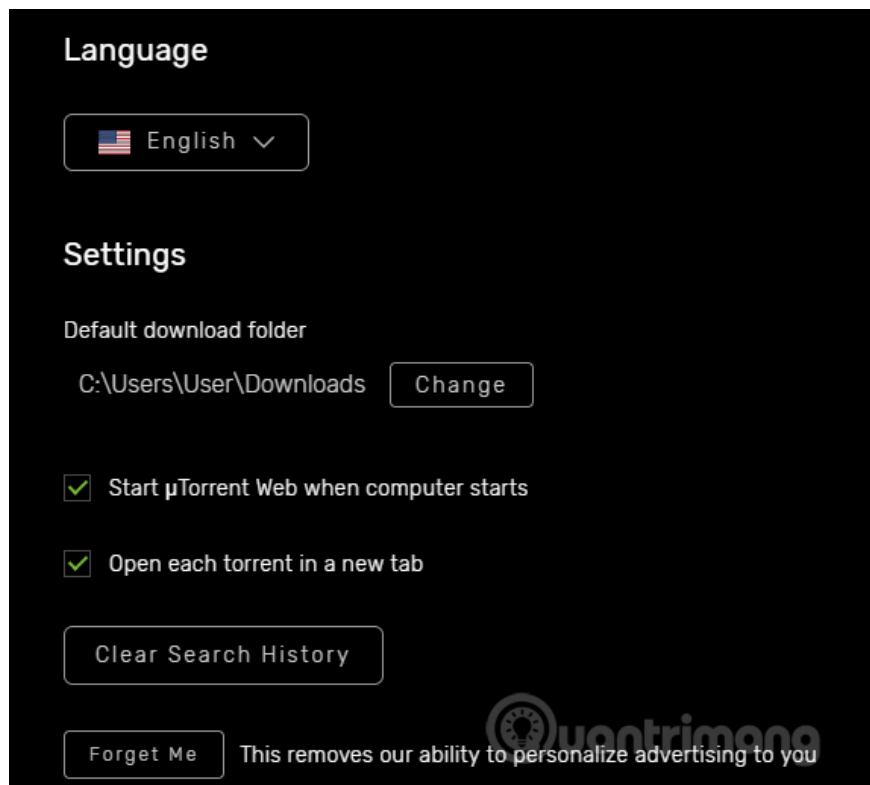 Language
English
Settings
Default download folder
C:\Users\User\Downloads Change
Start µTorrent Web when computer starts
Open each torrent in a new tab
Clear Search History
Quantrimang
Forget Me This removes our ability to personalize advertising to you